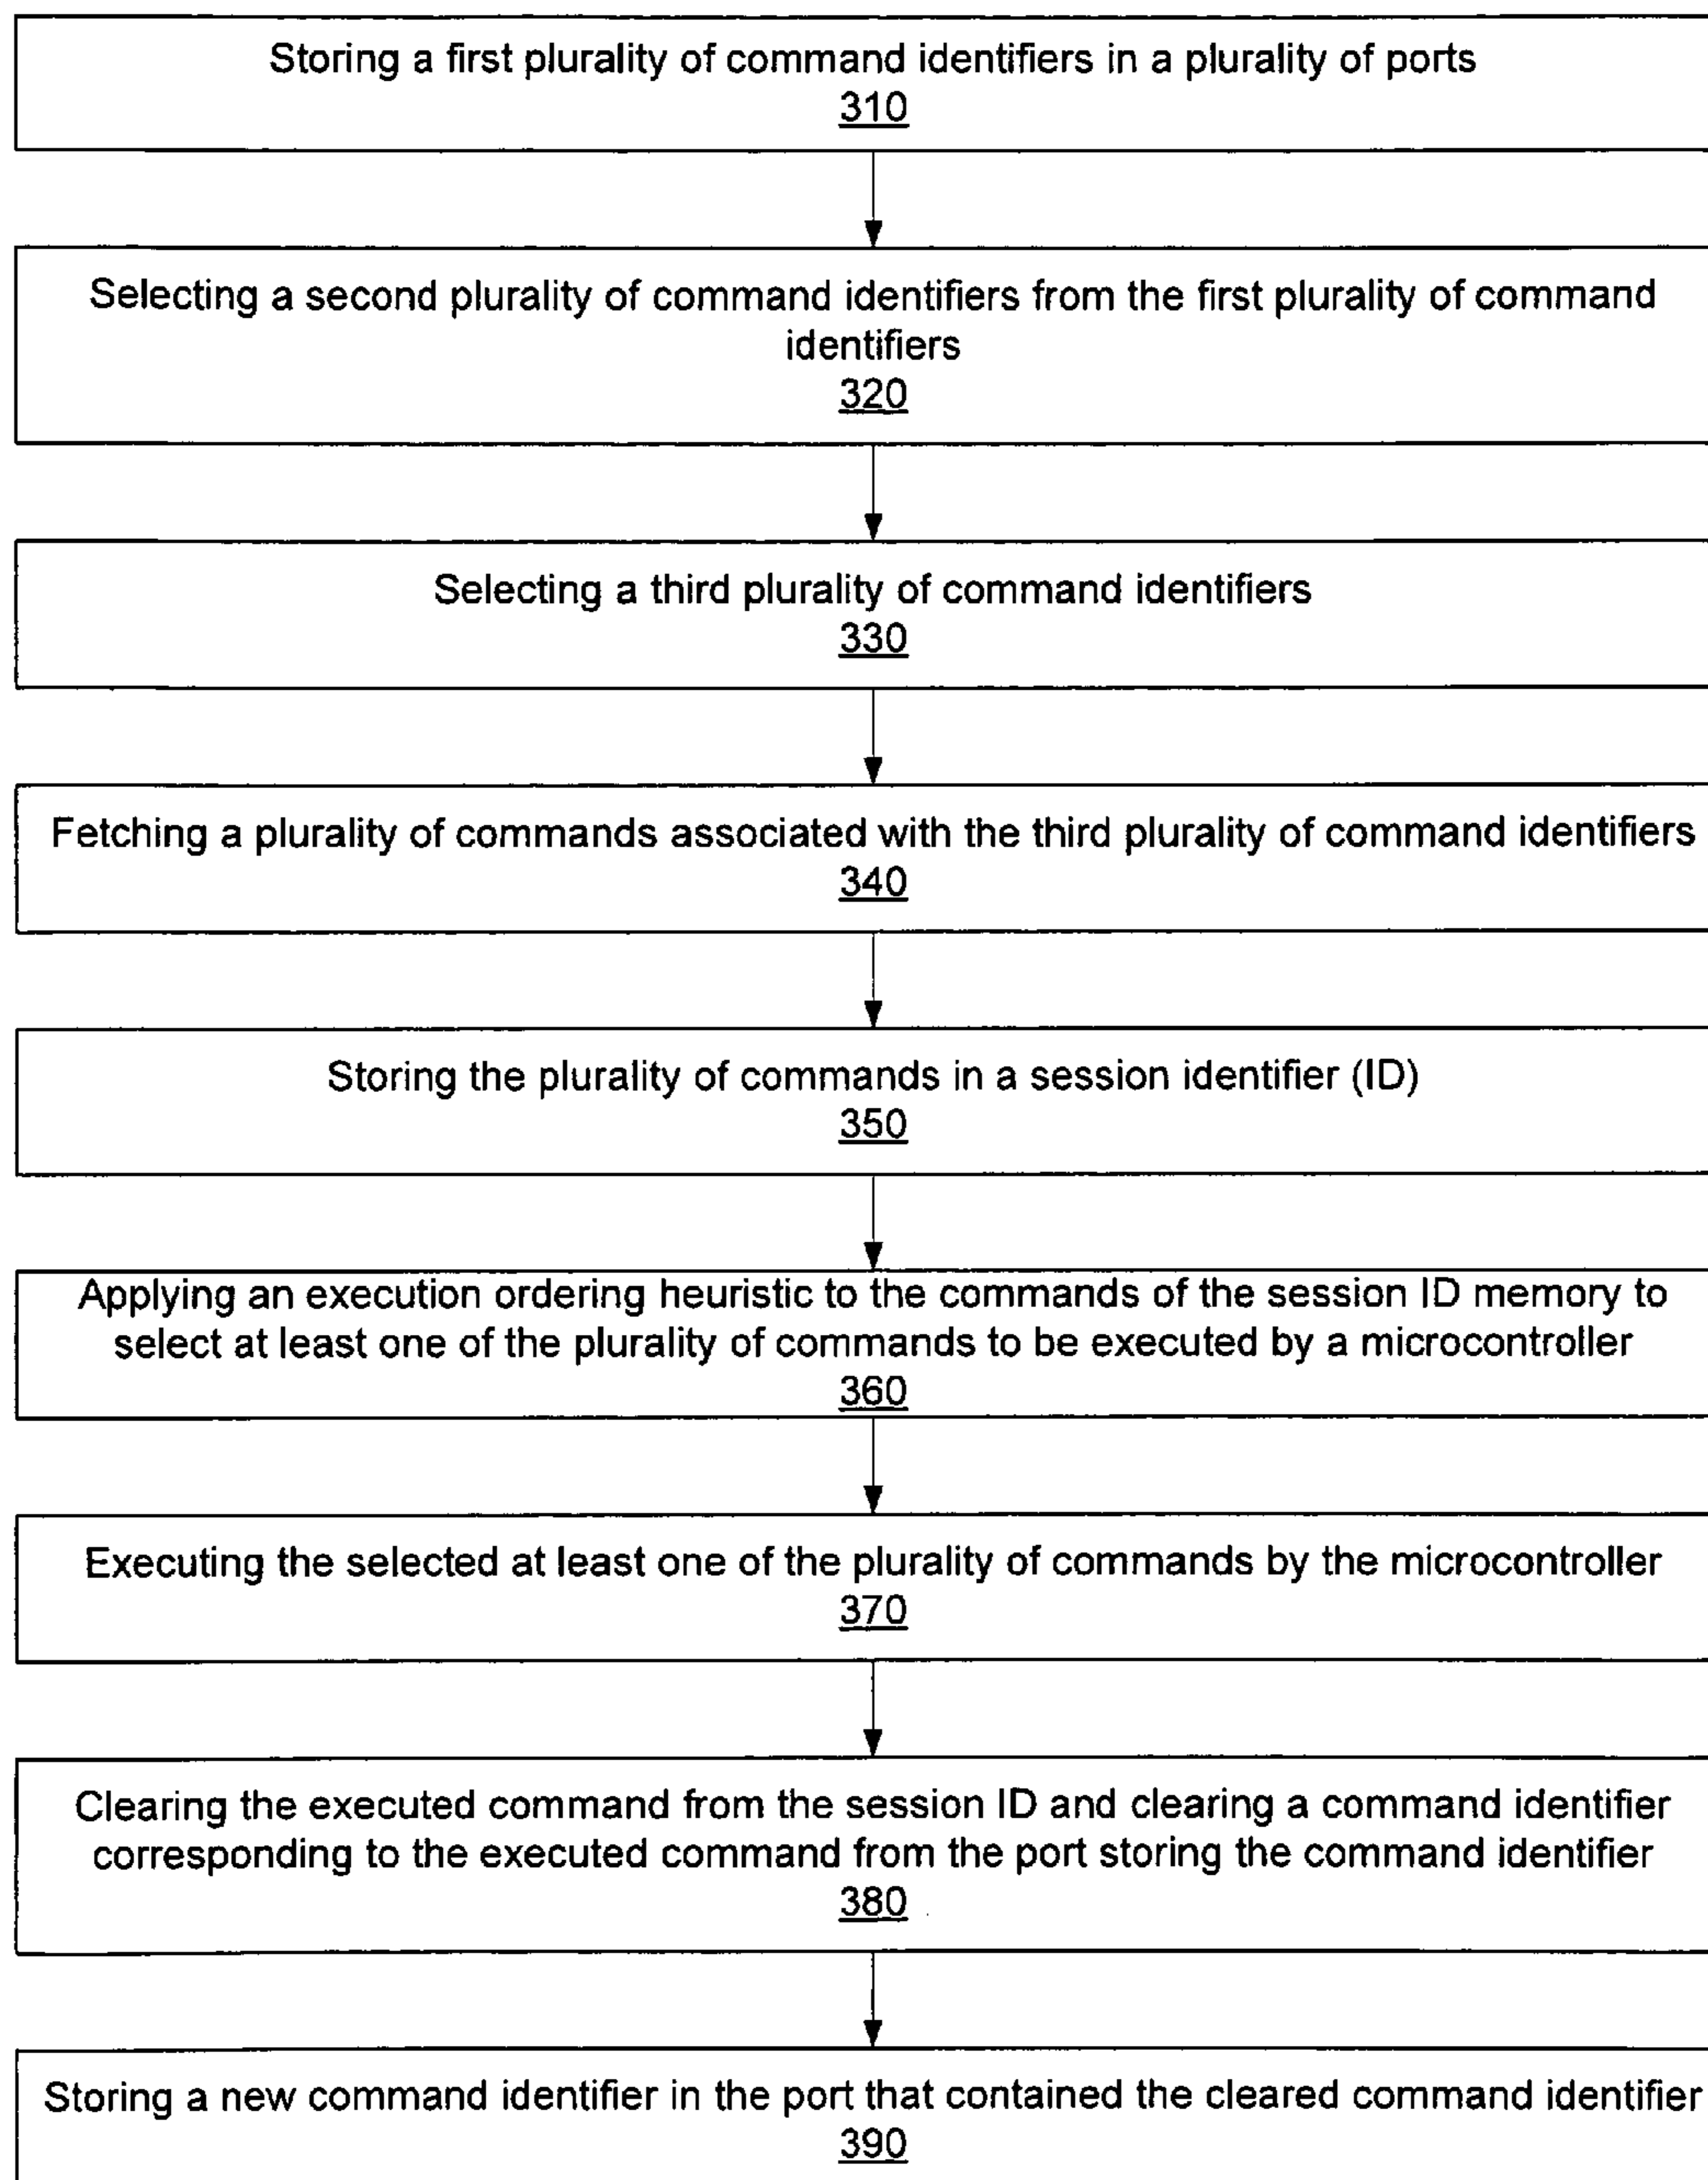 Storing a first plurality of command identifiers in a plurality of ports
310
Selecting a second plurality of command identifiers from the first plurality of command
identifiers
320
Selecting a third plurality of command identifiers
330
Fetching a plurality of commands associated with the third plurality of command identifiers
340
Storing the plurality of commands in a session identifier (ID)
350
Applying an execution ordering heuristic to the commands of the session ID memory to
select at least one of the plurality of commands to be executed by a microcontroller
360
Executing the selected at least one of the plurality of commands by the microcontroller
370
Clearing the executed command from the session ID and clearing a command identifier
corresponding to the executed command from the port storing the command identifier
380
Storing a new command identifier in the port that contained the cleared command identifier
390